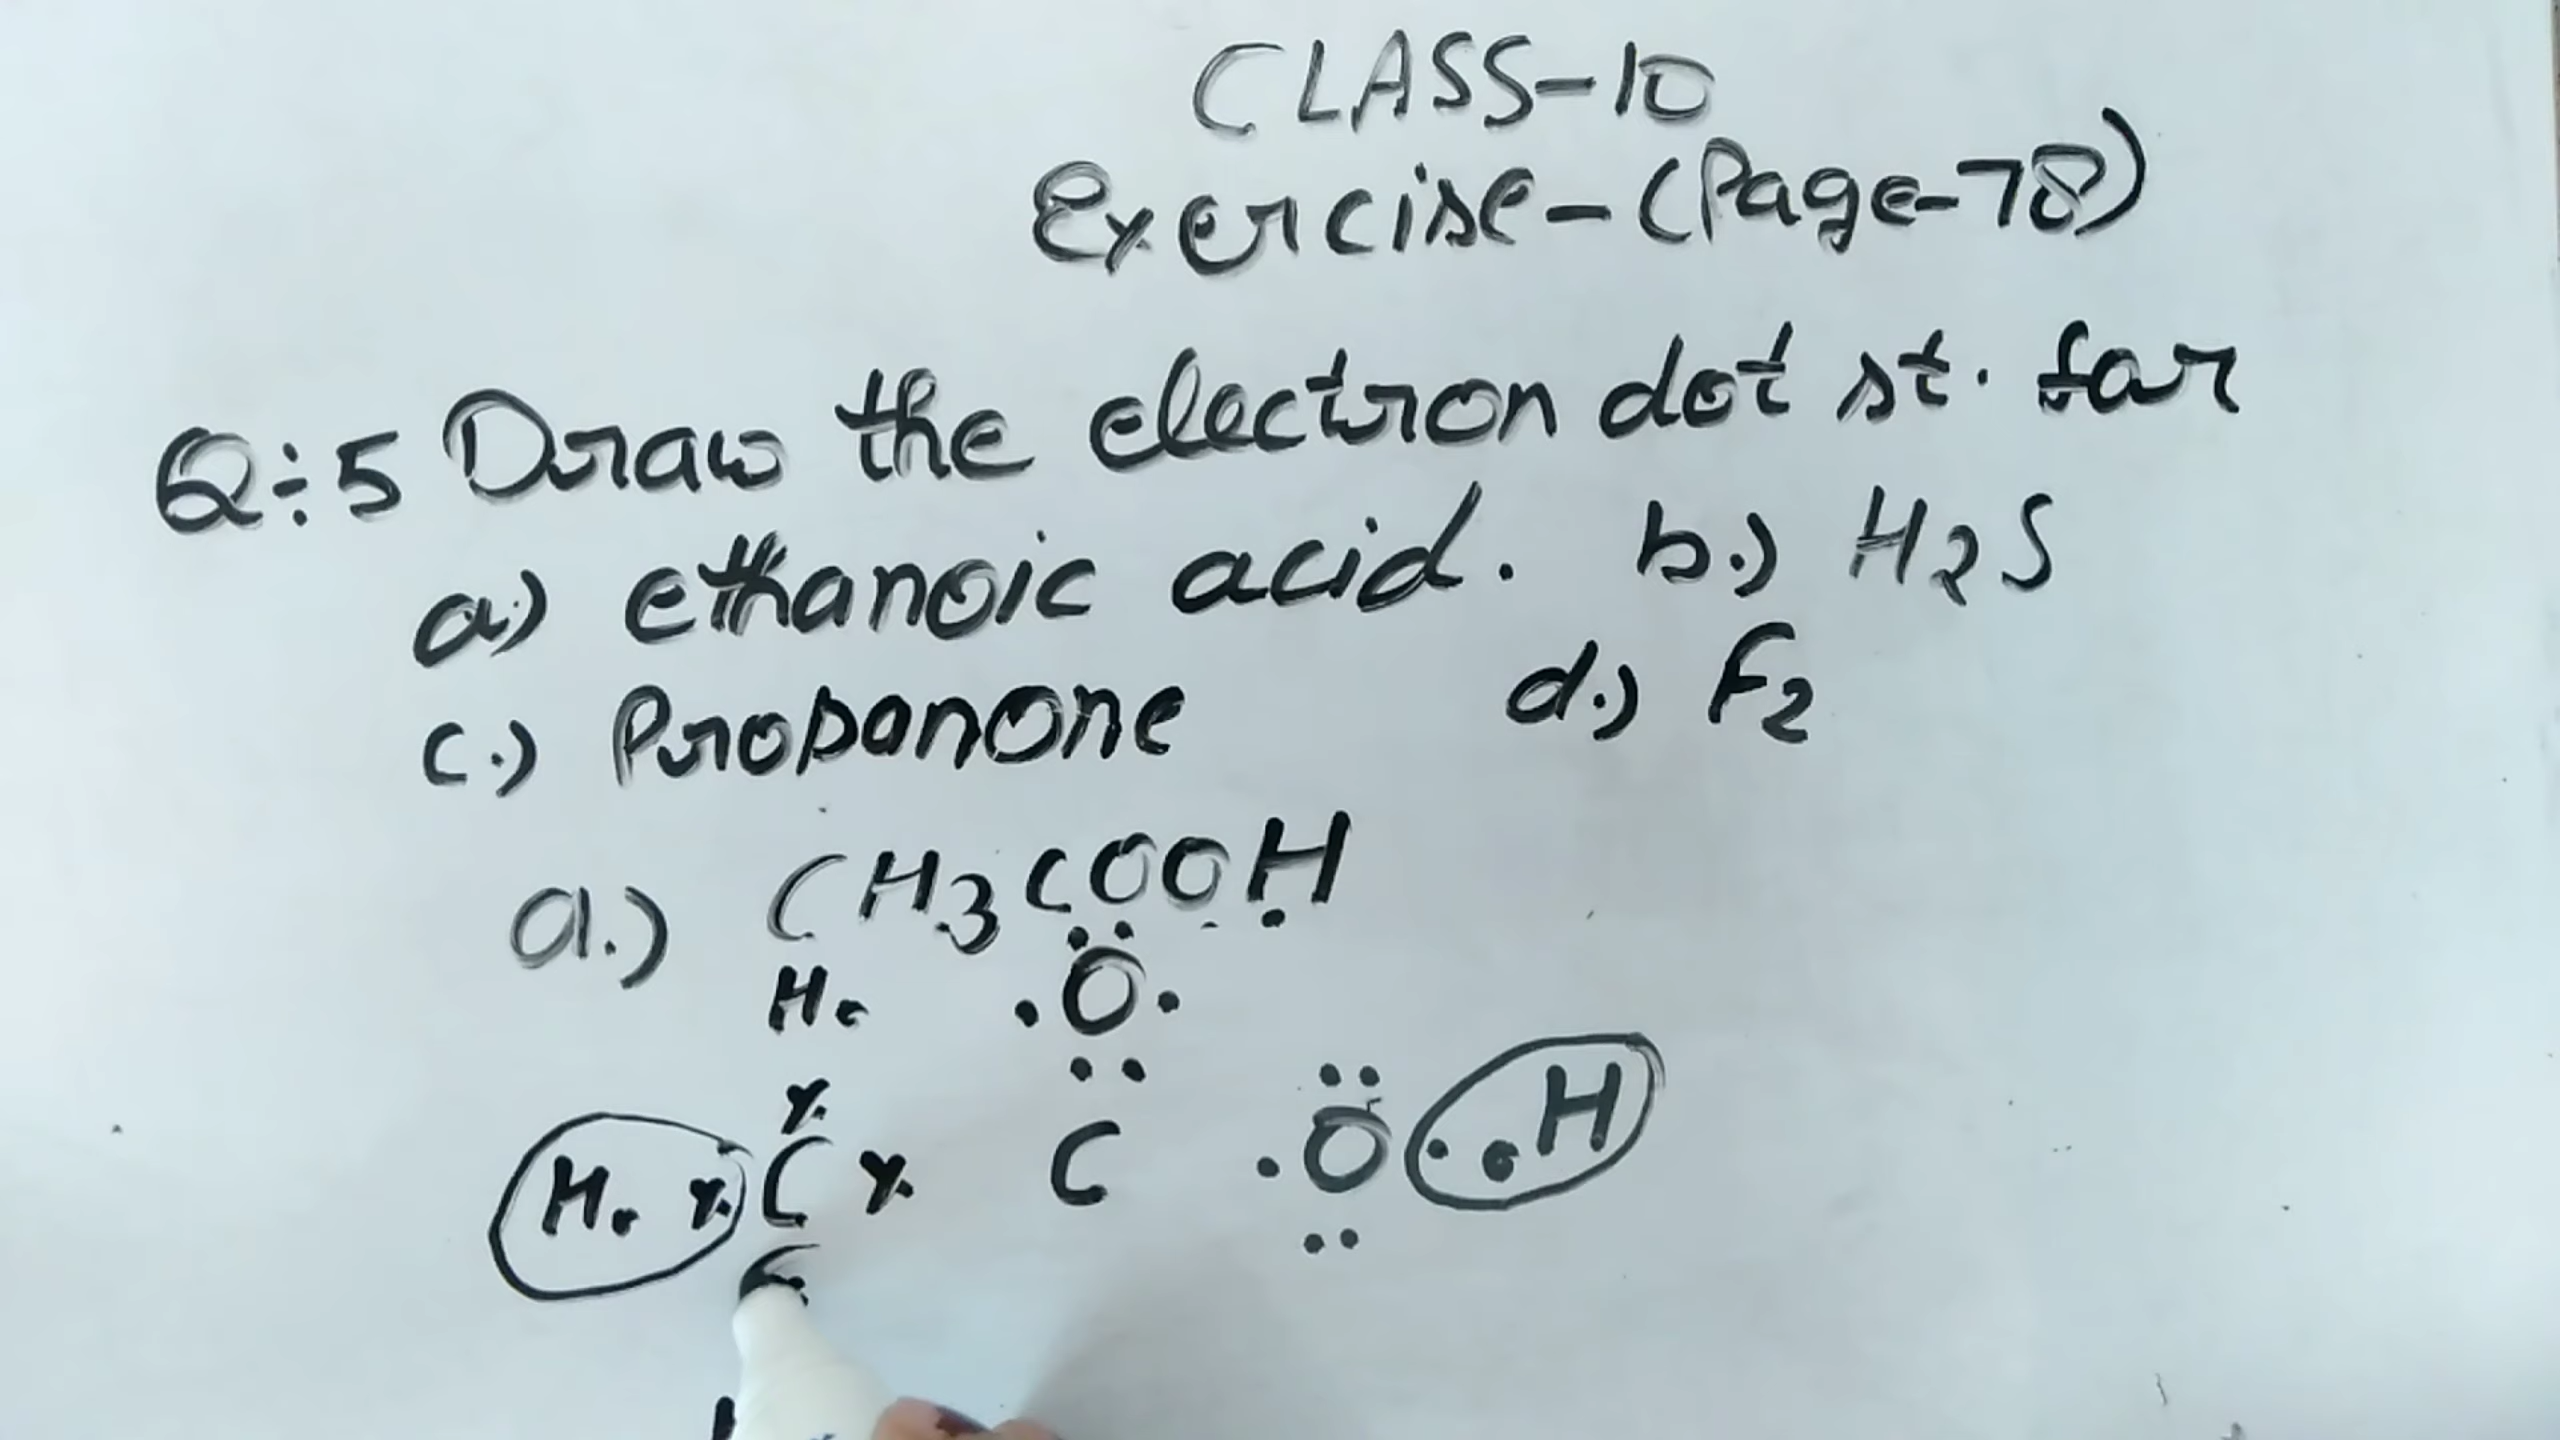 CLASS-10
Exercise-(Page-78)
Q÷5 Draw the electron dot st. for
a.) ethanoic acid. b.) H2S
c.) Propanone d.) F2
a.) CH3COOH
H. .O.
H. x C x C .O. .H